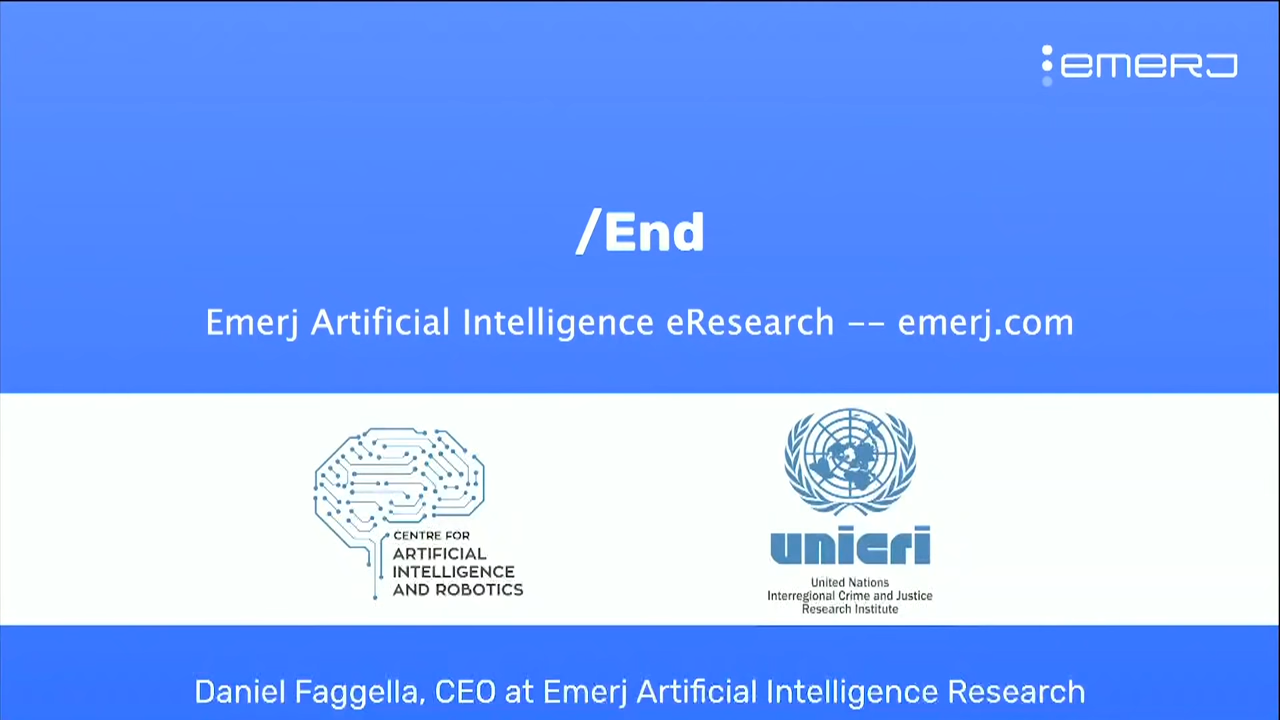 emerj
/End
Emerj Artificial Intelligence eResearch -- emerj.com
CENTRE FOR
ARTIFICIAL
INTELLIGENCE
AND ROBOTICS
unicri
United Nations
Interregional Crime and Justice
Research Institute
Daniel Faggella, CEO at Emerj Artificial Intelligence Research